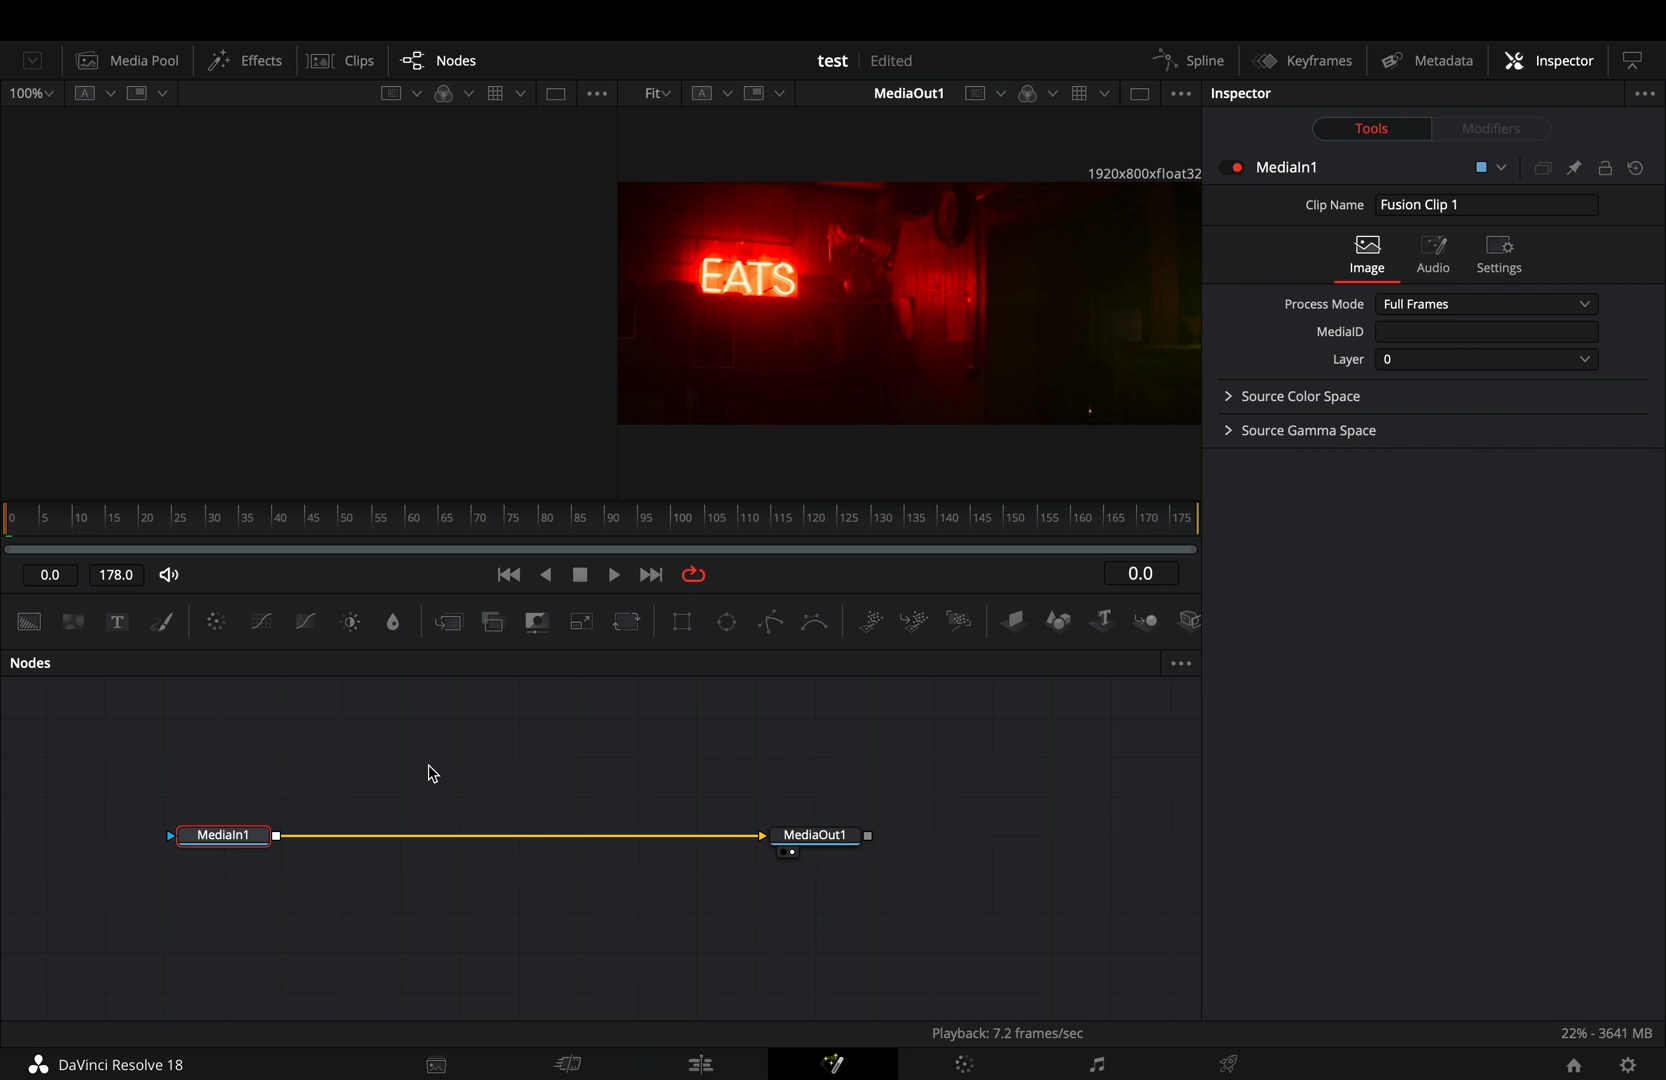 Media Pool Effects Clips Nodes test Edited Spline Keyframes Metadata Inspector
100% A Fit A MediaOut1 Inspector
Tools Modifiers
MediaIn1
1920x800xfloat32
Clip Name Fusion Clip 1
EATS
Image Audio Settings
Process Mode Full Frames
MediaID
Layer 0
Source Color Space
Source Gamma Space
0 5 10 15 20 25 30 35 40 45 50 55 60 65 70 75 80 85 90 95 100 105 110 115 120 125 130 135 140 145 150 155 160 165 170 175
0.0 178.0 0.0
T T
Nodes
MediaIn1 MediaOut1
Playback: 7.2 frames/sec 22% - 3641 MB
DaVinci Resolve 18